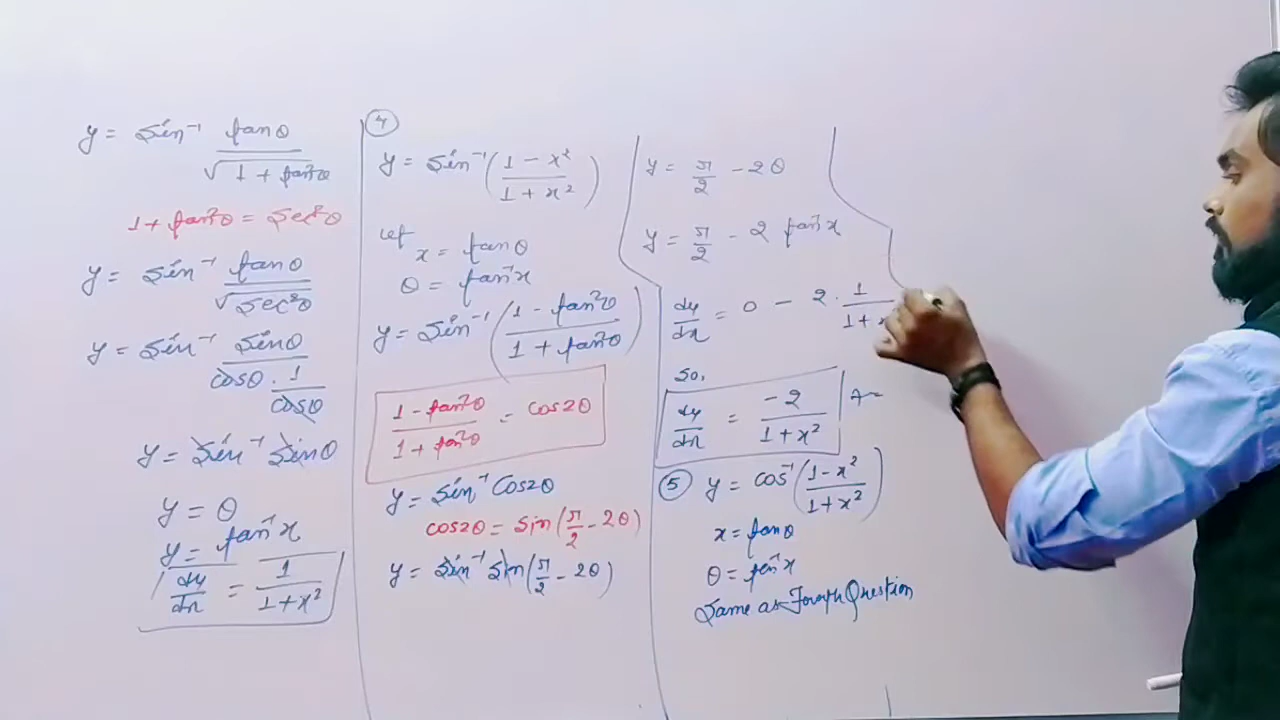 y = Sin⁻¹ tanθ / √(1 + tan²θ)
1 + tan²θ = Sec²θ
y = Sin⁻¹ tanθ / √(Sec²θ)
y = Sin⁻¹ Sinθ / (cosθ · 1/cosθ)
y = Sin⁻¹ Sinθ
y = θ
y = tan⁻¹x
dy/dx = 1/(1+x²)
4
y = Sin⁻¹((1 - x²)/(1 + x²))
let
x = tanθ
θ = tan⁻¹x
y = Sin⁻¹((1 - tan²θ)/(1 + tan²θ))
(1 - tan²θ)/(1 + tan²θ) = Cos2θ
y = Sin⁻¹ Cos2θ
cos2θ = Sin(π/2 - 2θ)
y = Sin⁻¹ Sin(π/2 - 2θ)
y = π/2 - 2θ
y = π/2 - 2 tan⁻¹x
dy/dx = 0 - 2 · 1/(1+x
So,
dy/dx = -2/(1+x²)
5 y = cos⁻¹((1-x²)/(1+x²))
x = tanθ
θ = tan⁻¹x
Same as Fourth Question